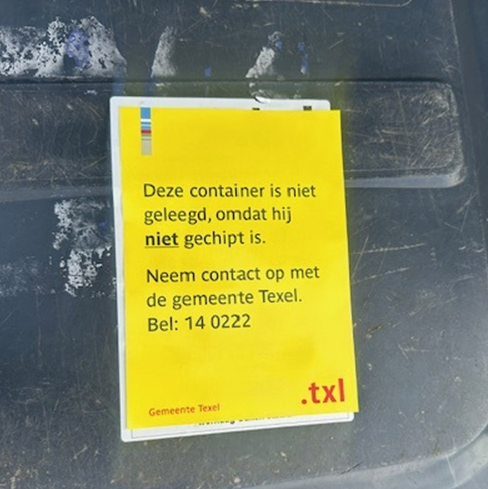 Deze container is niet
geleegd, omdat hij
niet gechipt is.
Neem contact op met
de gemeente Texel.
Bel: 14 0222
Gemeente Texel
.txl